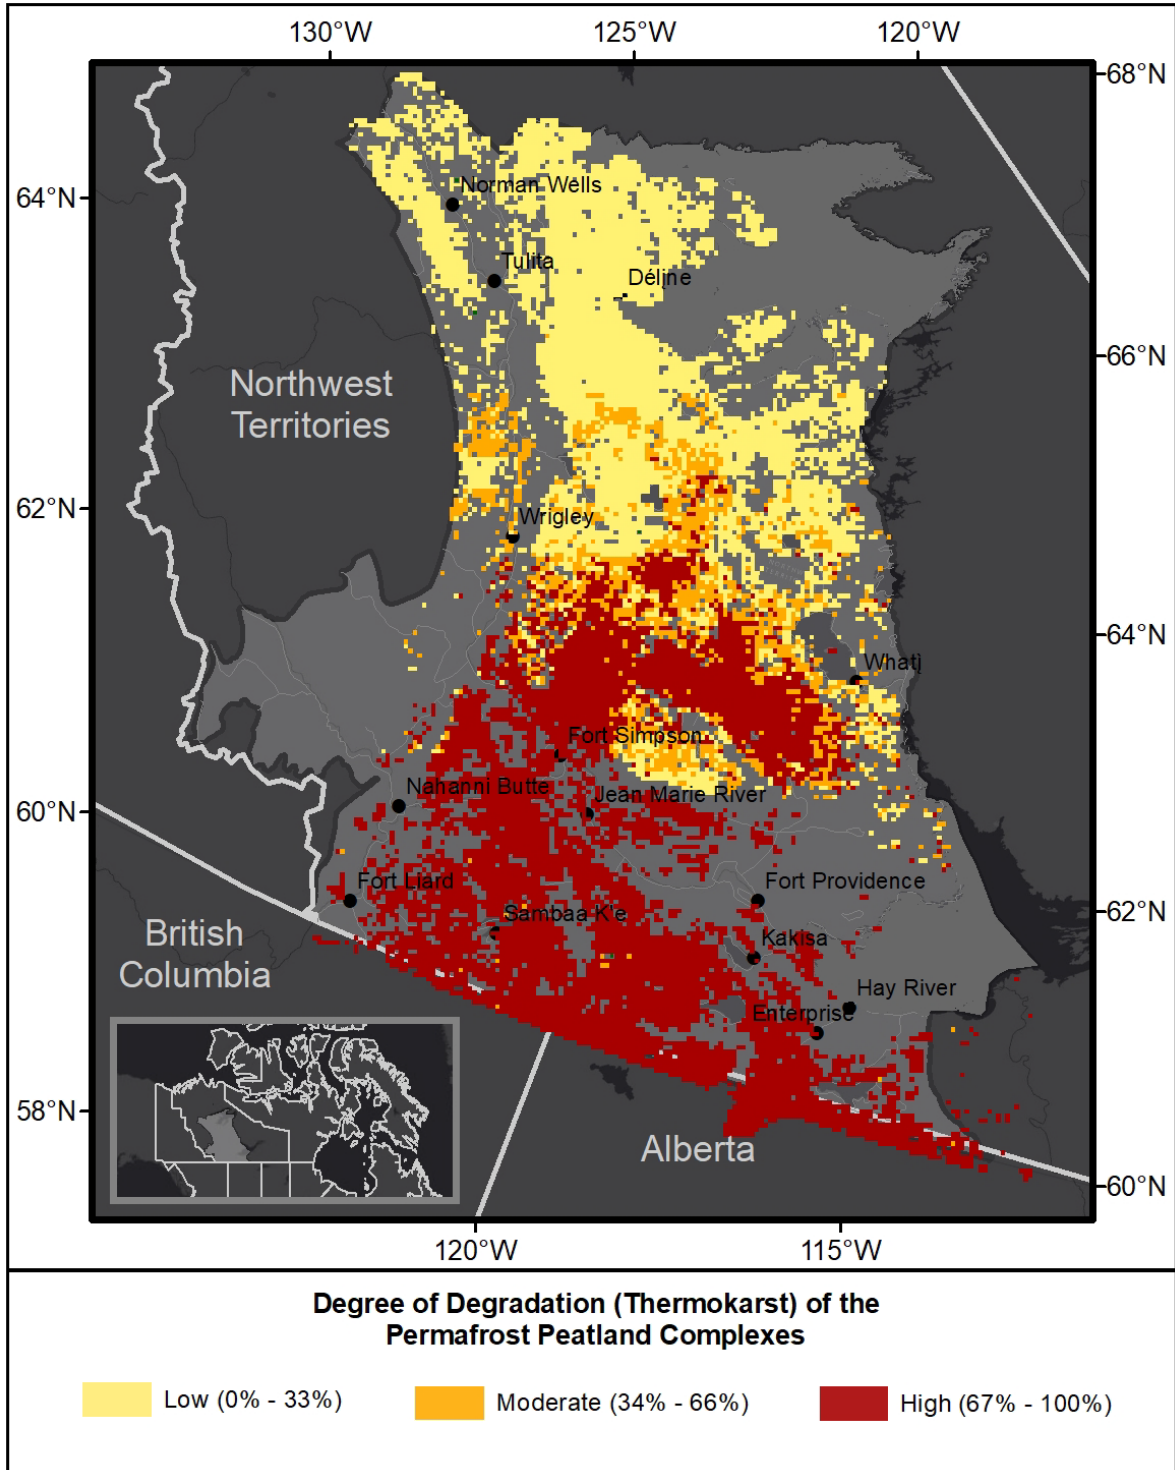 130°W 125°W 120°W
68°N
Norman Wells
64°N
Tulita
Délı̨ne
66°N
Northwest
Territories
62°N
Wrigley
64°N
Whatì
Fort Simpson
Nahanni Butte
Jean Marie River
60°N
Fort Liard
Fort Providence
Sambaa K'e
62°N
British
Columbia
Kakisa
Hay River
Enterprise
58°N
Alberta
60°N
120°W 115°W
Degree of Degradation (Thermokarst) of the
Permafrost Peatland Complexes
Low (0% - 33%) Moderate (34% - 66%) High (67% - 100%)